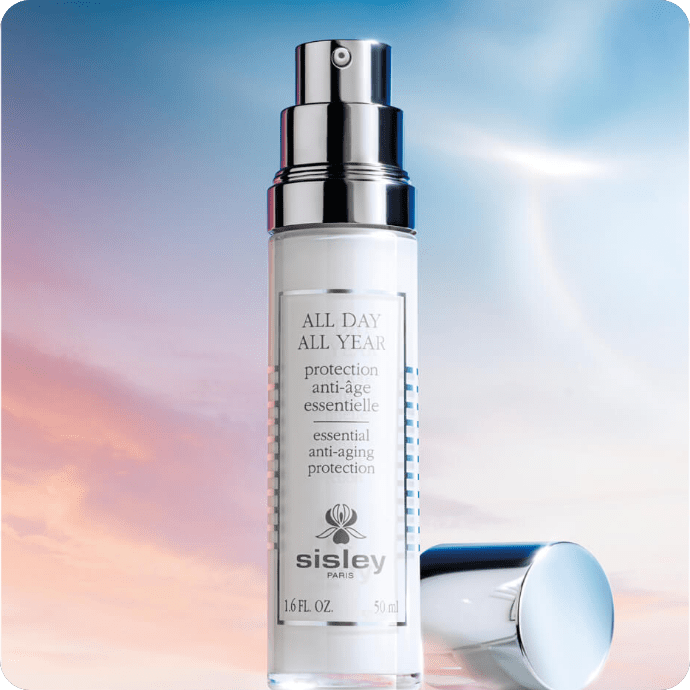 ALL DAY
ALL YEAR
protection
anti-âge
essentielle
essential
anti-aging
protection
sisley
PARIS
1.6 FL. OZ. 50 ml